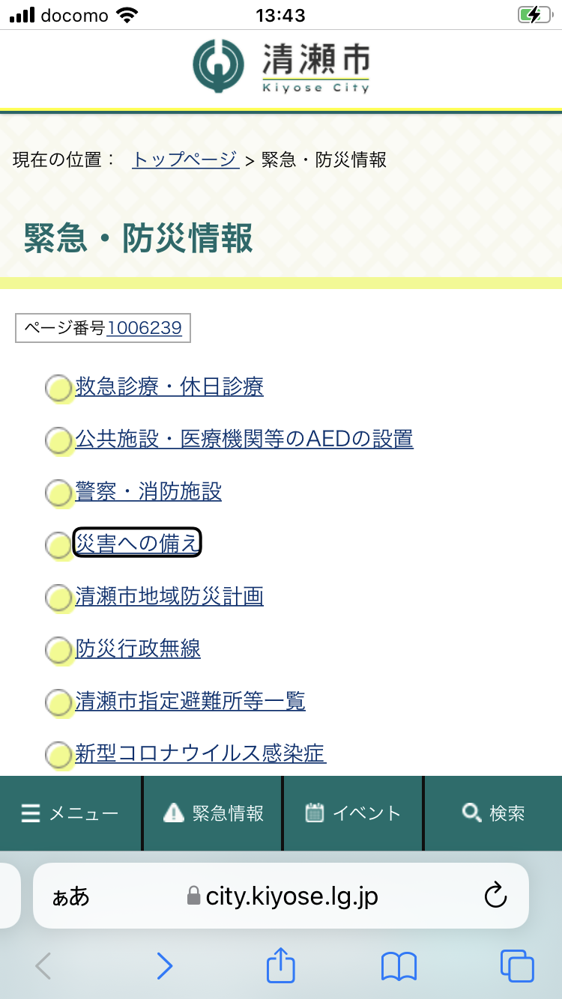 docomo 13:43
清瀬市
Kiyose City
現在の位置： トップページ > 緊急・防災情報
緊急・防災情報
ページ番号1006239
救急診療・休日診療
公共施設・医療機関等のAEDの設置
警察・消防施設
災害への備え
清瀬市地域防災計画
防災行政無線
清瀬市指定避難所等一覧
新型コロナウイルス感染症
メニュー 緊急情報 イベント 検索
ぁあ city.kiyose.lg.jp